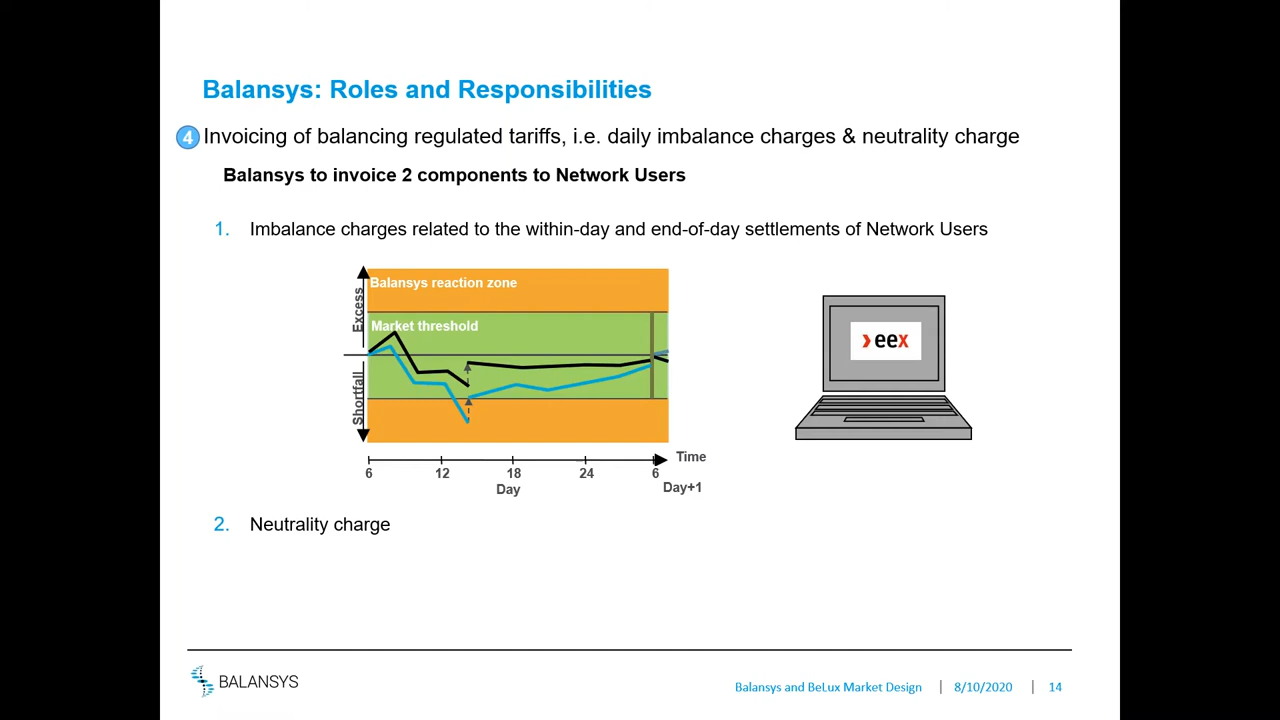 Balansys: Roles and Responsibilities
4 Invoicing of balancing regulated tariffs, i.e. daily imbalance charges & neutrality charge
Balansys to invoice 2 components to Network Users
1. Imbalance charges related to the within-day and end-of-day settlements of Network Users
Balansys reaction zone
Excess
Market threshold
Shortfall
eex
Time
6 12 18 24 6
Day Day+1
2. Neutrality charge
BALANSYS
Balansys and BeLux Market Design | 8/10/2020 | 14